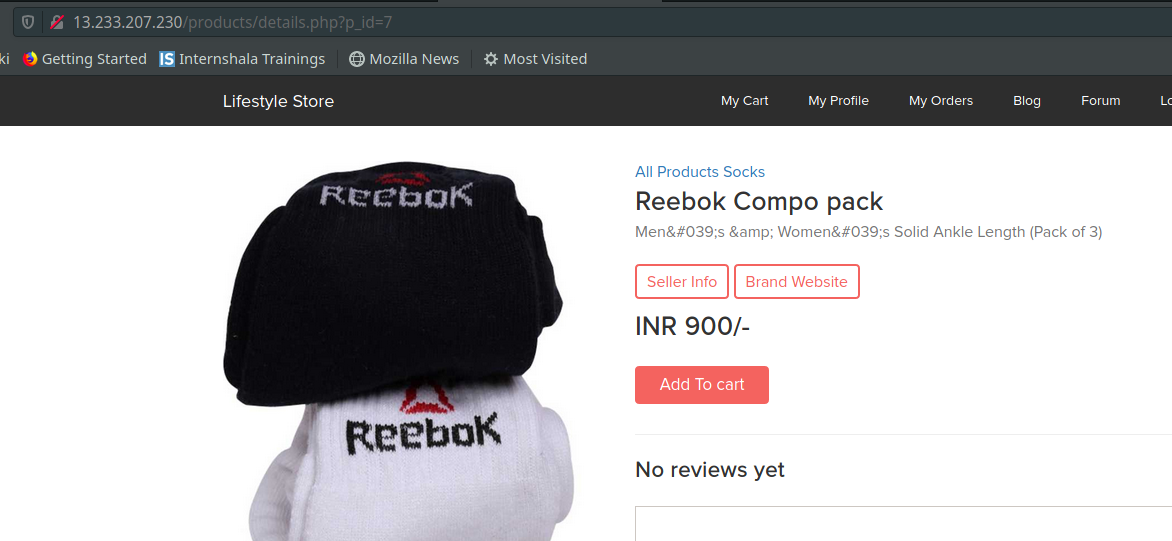 13.233.207.230/products/details.php?p_id=7
ki Getting Started Internshala Trainings Mozilla News Most Visited
Lifestyle Store My Cart My Profile My Orders Blog Forum
All Products Socks
Reebok Compo pack
Men&#039;s &amp; Women&#039;s Solid Ankle Length (Pack of 3)
Seller Info Brand Website
INR 900/-
Add To cart
No reviews yet
Reebok
Reebok